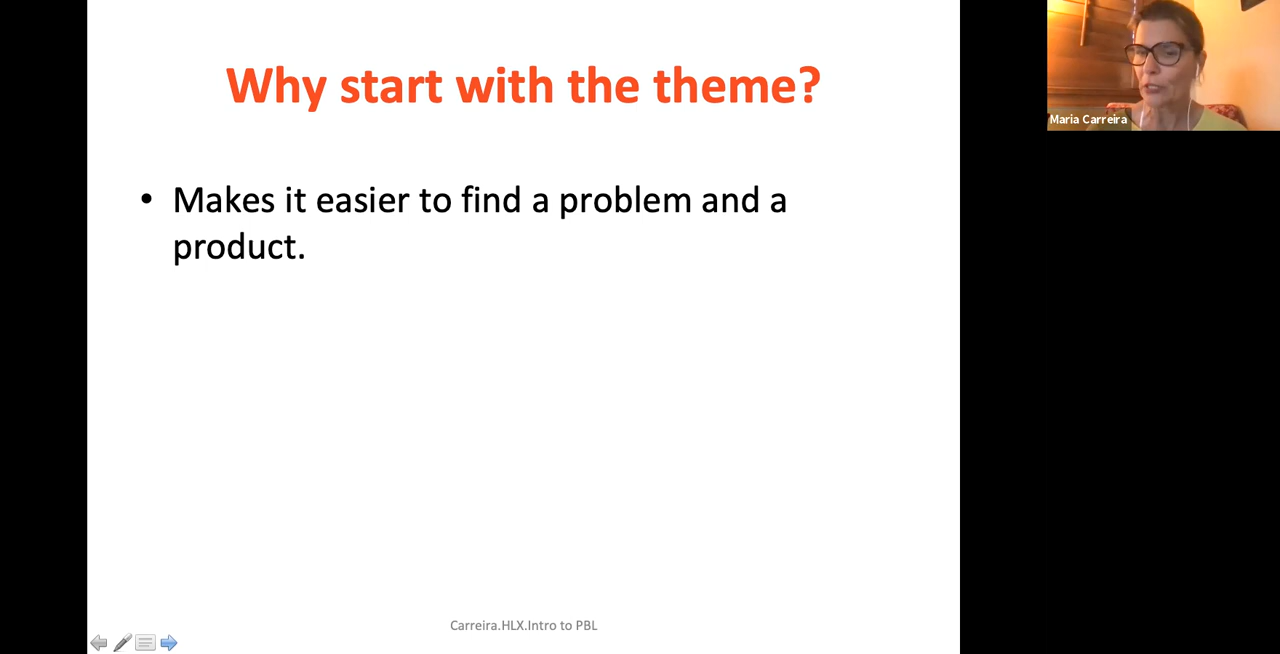 Why start with the theme?
• Makes it easier to find a problem and a
product.
Carreira.HLX.Intro to PBL
Maria Carreira